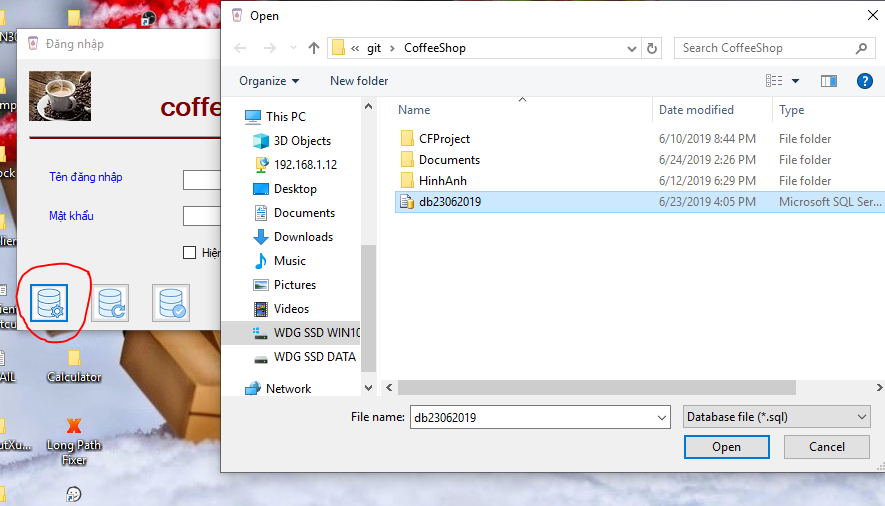 Open
Đăng nhập
coffe
Tên đăng nhập
Mật khẩu
Hiện
Calculator
Long Path
Fixer
git
CoffeeShop
Search CoffeeShop
Organize
New folder
This PC
3D Objects
192.168.1.12
Desktop
Documents
Downloads
Music
Pictures
Videos
WDG SSD WIN10
WDG SSD DATA
Network
Name Date modified Type
CFProject 6/10/2019 8:44 PM File folder
Documents 6/24/2019 2:26 PM File folder
HinhAnh 6/12/2019 6:29 PM File folder
db23062019 6/23/2019 4:05 PM Microsoft SQL Ser...
File name: db23062019 Database file (*.sql)
Open Cancel